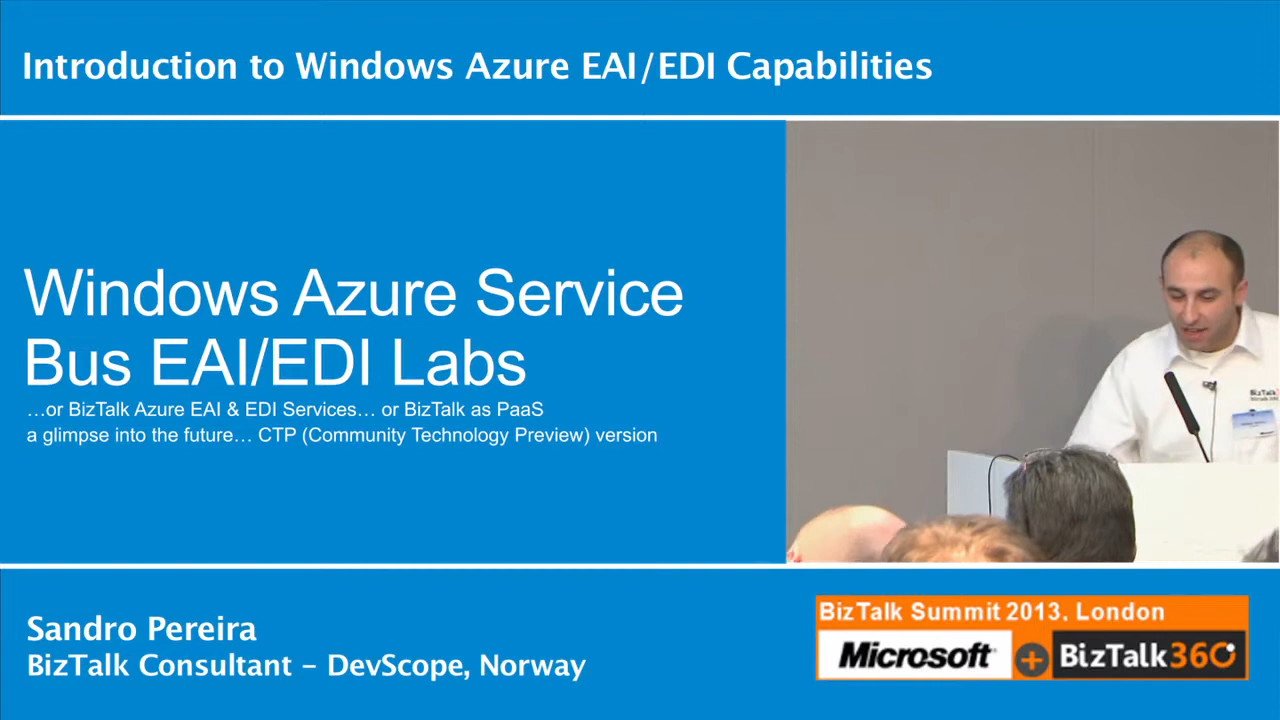 Introduction to Windows Azure EAI/EDI Capabilities
Windows Azure Service
Bus EAI/EDI Labs
…or BizTalk Azure EAI & EDI Services… or BizTalk as PaaS
a glimpse into the future… CTP (Community Technology Preview) version
BizTalk
Sandro Pereira
BizTalk Consultant – DevScope, Norway
BizTalk Summit 2013, London
Microsoft + BizTalk360